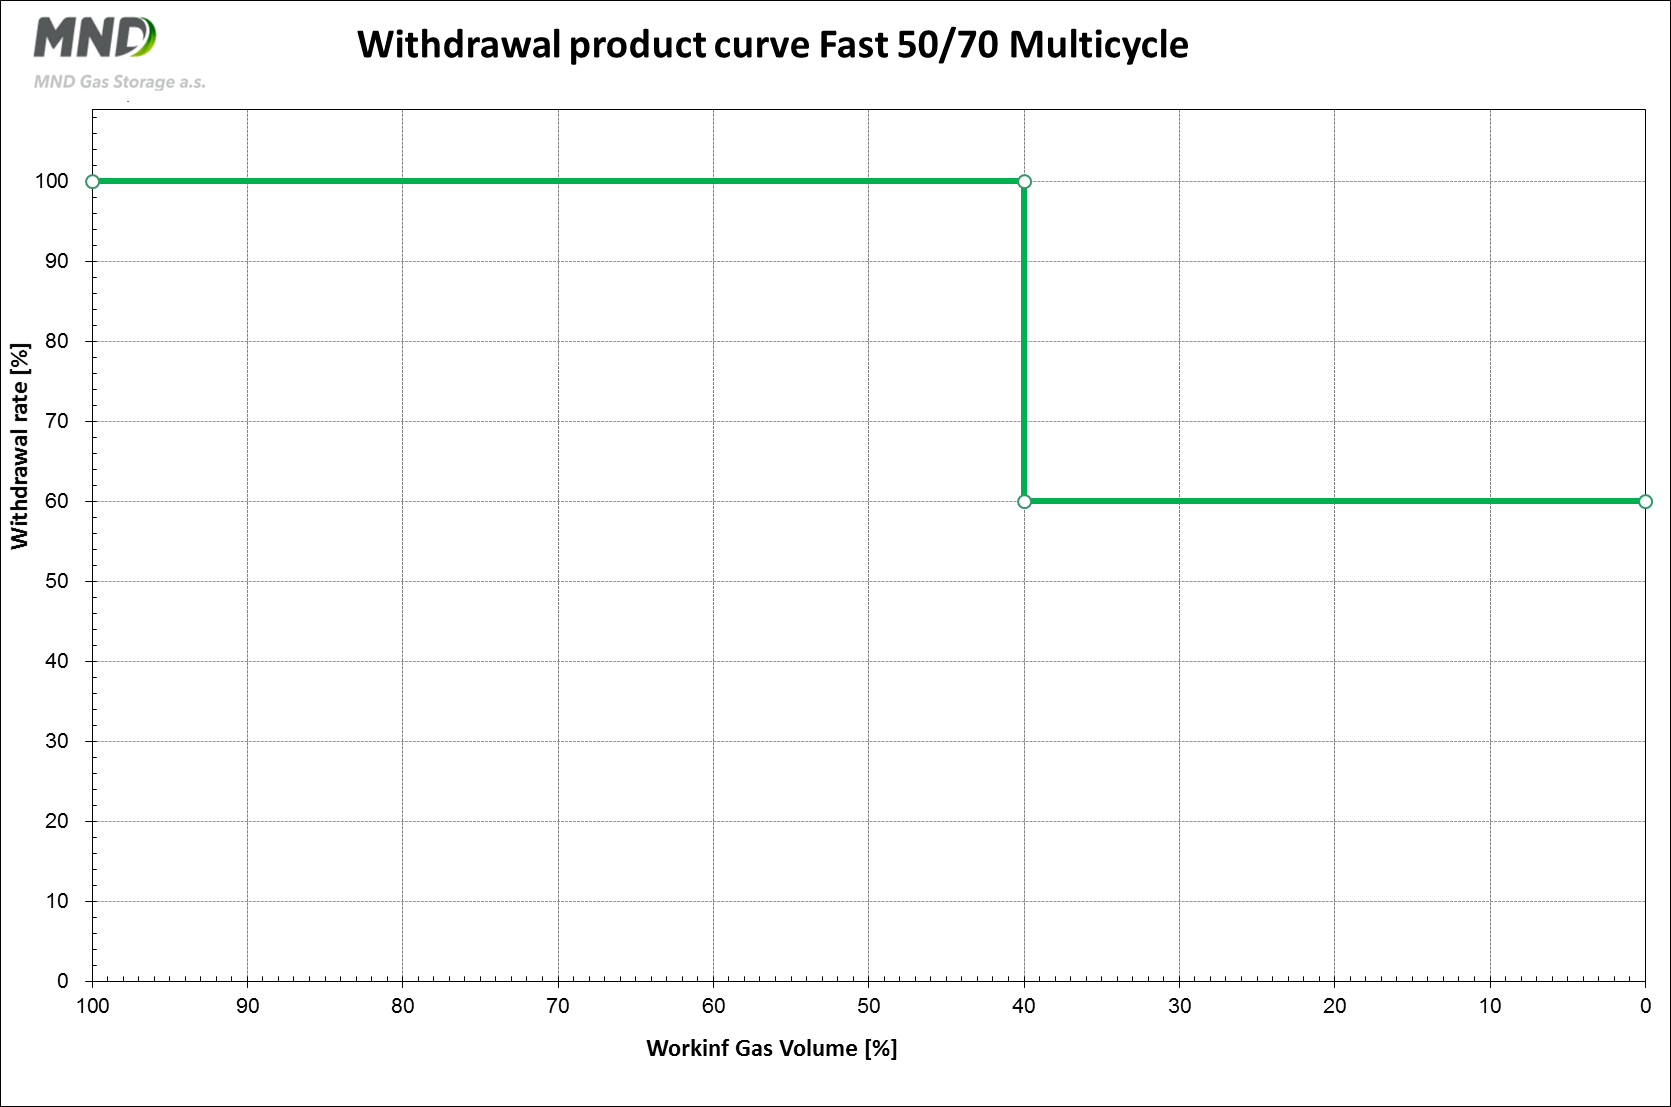 MND
MND Gas Storage a.s.
Withdrawal product curve Fast 50/70 Multicycle
Withdrawal rate [%]
100
90
80
70
60
50
40
30
20
10
0
100 90 80 70 60 50 40 30 20 10 0
Workinf Gas Volume [%]